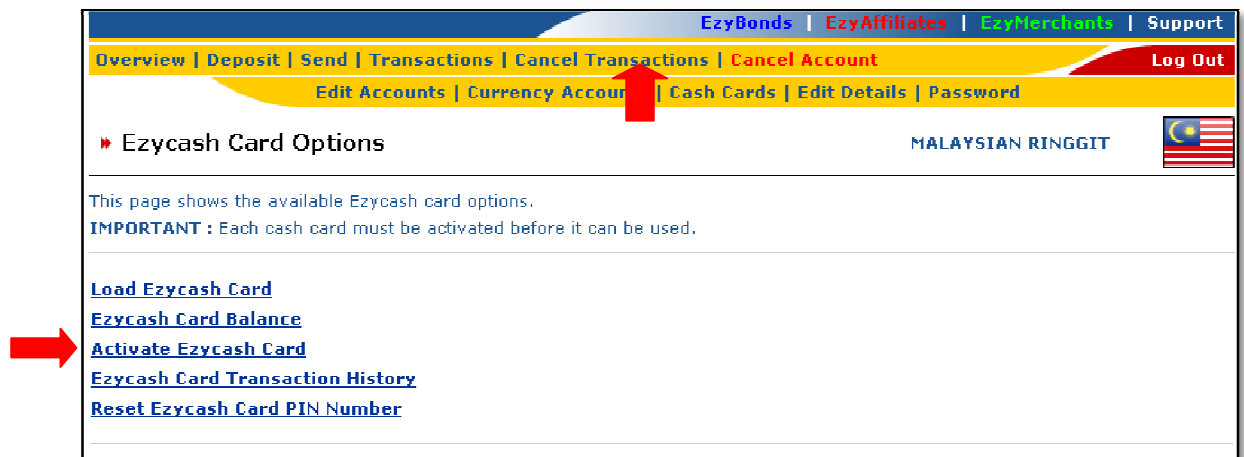 EzyBonds | EzyAffiliates | EzyMerchants | Support
Overview | Deposit | Send | Transactions | Cancel Transactions | Cancel Account Log Out
Edit Accounts | Currency | Cash Cards | Edit Details | Password
Ezycash Card Options MALAYSIAN RINGGIT
This page shows the available Ezycash card options.
IMPORTANT : Each cash card must be activated before it can be used.
Load Ezycash Card
Ezycash Card Balance
Activate Ezycash Card
Ezycash Card Transaction History
Reset Ezycash Card PIN Number